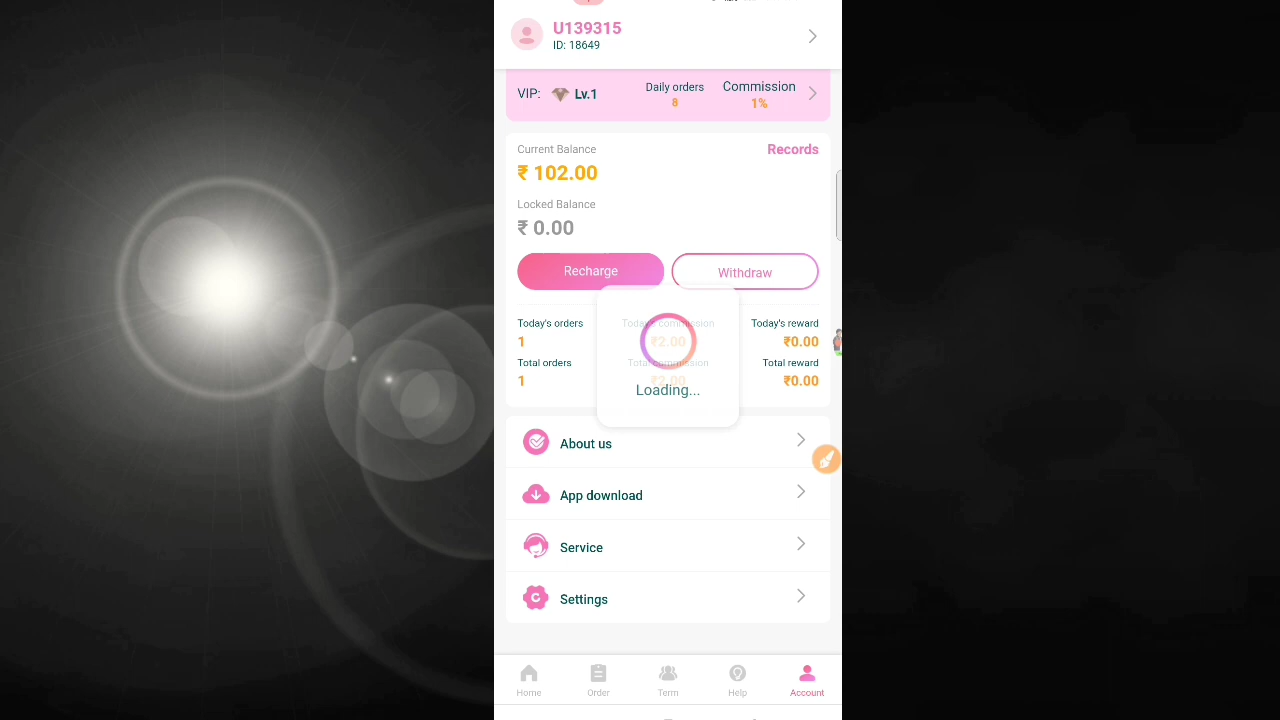 U139315
ID: 18649
VIP: Lv.1
Daily orders
8
Commission
1%
Current Balance
Records
₹ 102.00
Locked Balance
₹ 0.00
Recharge
Withdraw
Today's orders
Today's commission
Today's reward
1
₹2.00
₹0.00
Total orders
Total commission
Total reward
1
₹2.00
₹0.00
Loading...
About us
App download
Service
Settings
Home
Order
Term
Help
Account